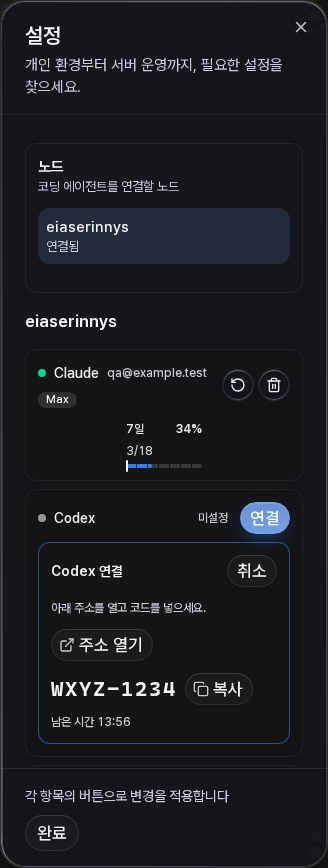 설정
개인 환경부터 서버 운영까지, 필요한 설정을
찾으세요.
노드
코딩 에이전트를 연결할 노드
eiaserinnys
연결됨
eiaserinnys
Claude qa@example.test
Max
7일 34%
3/18
Codex 미설정 연결
Codex 연결 취소
아래 주소를 열고 코드를 넣으세요.
주소 열기
WXYZ-1234 복사
남은 시간 13:56
각 항목의 버튼으로 변경을 적용합니다
완료